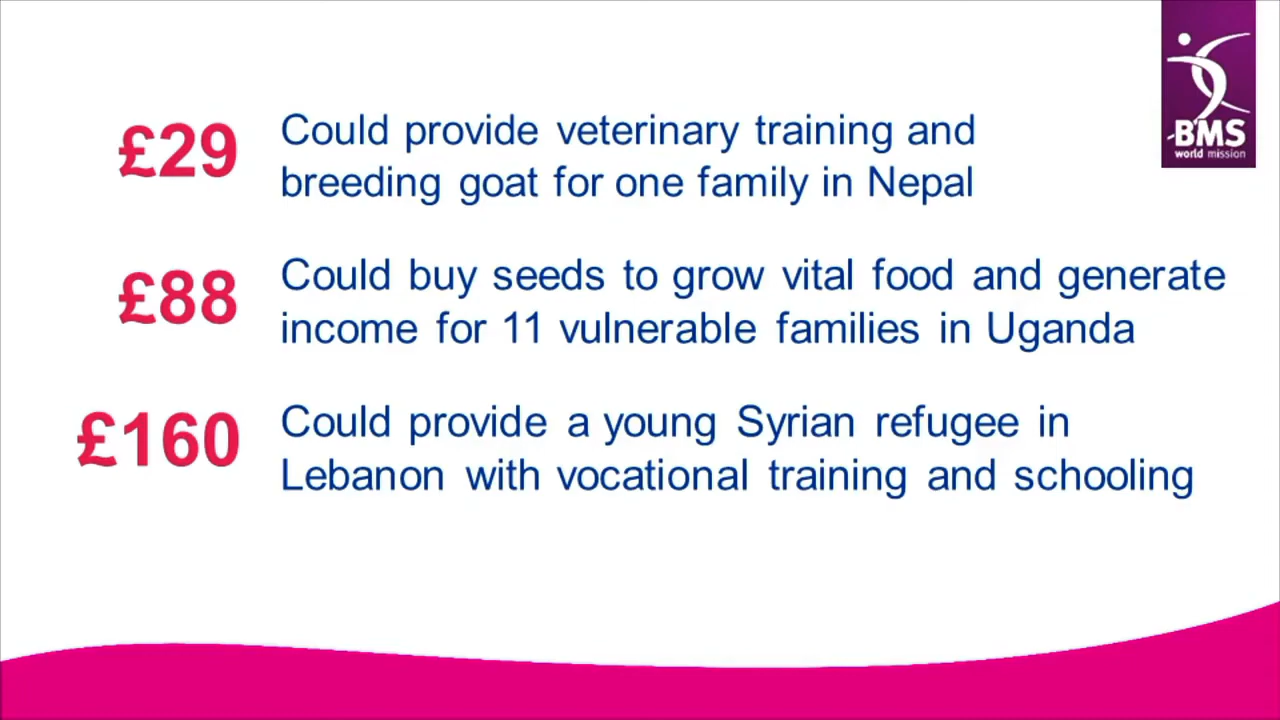 £29
Could provide veterinary training and
breeding goat for one family in Nepal
£88
Could buy seeds to grow vital food and generate
income for 11 vulnerable families in Uganda
£160
Could provide a young Syrian refugee in
Lebanon with vocational training and schooling
BMS
world mission